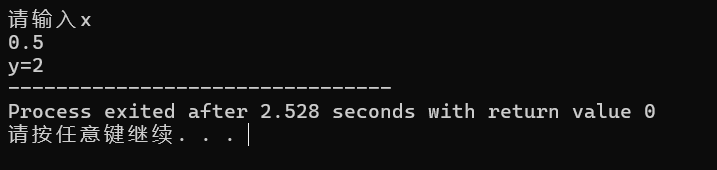 请输入x
0.5
y=2
--------------------------------
Process exited after 2.528 seconds with return value 0
请按任意键继续. . .